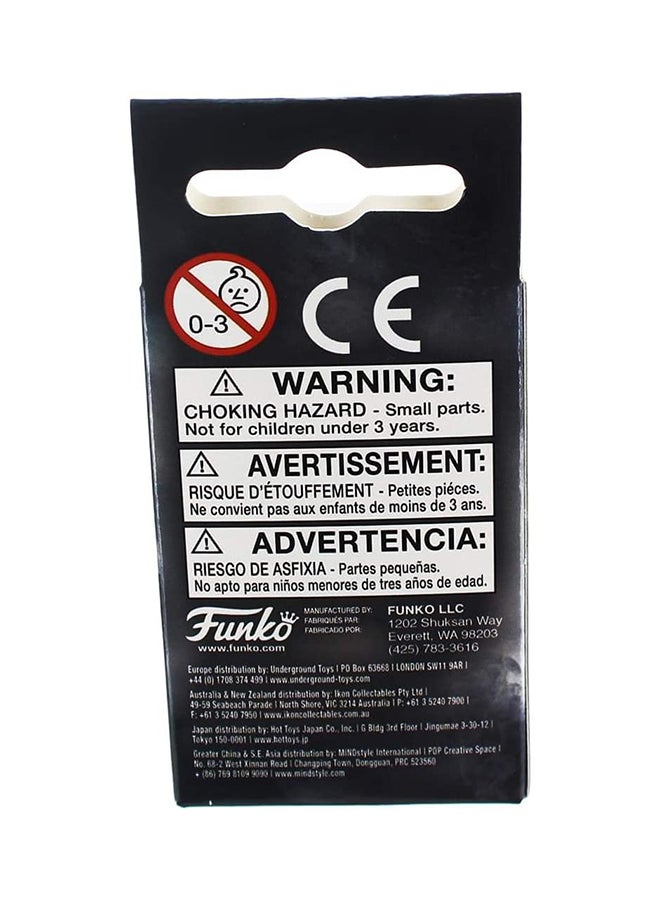 0-3
CE
WARNING:
CHOKING HAZARD - Small parts.
Not for children under 3 years.
AVERTISSEMENT:
RISQUE D'ÉTOUFFEMENT - Petites piéces.
Ne convient pas aux enfants de moins de 3 ans.
ADVERTENCIA:
RIESGO DE ASFIXIA - Partes pequeñas.
No apto para niños menores de tres años de edad.
Funko
www.funko.com
MANUFACTURED BY:
FABRIQUÉS PAR:
FABRICADO POR:
FUNKO LLC
1202 Shuksan Way
Everett, WA 98203
(425) 783-3616
Europe distribution by: Underground Toys | PO Box 63668 | LONDON SW11 9AR |
+44 (0) 1708 374 499 | www.underground-toys.com
Australia & New Zealand distribution by: Ikon Collectables Pty Ltd |
49-59 Seabeach Parade | North Shore, VIC 3214 Australia | P: +61 3 5240 7900 |
F: +61 3 5240 7950 | www.ikoncollectables.com.au
Japan distribution by: Hot Toys Japan Co., Inc. | G Bldg 3rd Floor | Jingumae 3-30-12 |
Tokyo 150-0001 | www.hottoys.com
Greater China & S.E. Asia distribution by: MINDstyle International | POP Creative Space |
No. 68-2 West Xinnan Road | Changping Town, Dongguan, PRC 523560
+ (86) 769 8109 9090 | www.mindstyle.com